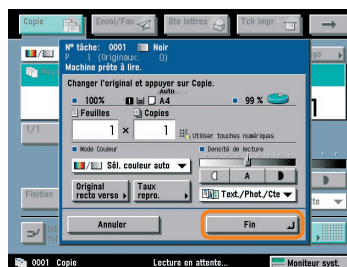 Copie Envoi/Fax Bte lettres Tch impr.
N° tâche: 0001 Noir
P 1 (Originaux: 0)
Machine prête à lire.
Changer l'original et appuyer sur Copie.
100% Auto A4 99 %
Feuilles Copies
1 × 1 Utiliser touches numériques
Mode Couleur Densité de lecture
Sél. couleur auto
A
Original recto verso Taux repro. Text./Phot./Cte
Annuler Fin
1
1/1
Finition
0001 Copie Lecture en attente... Moniteur syst.